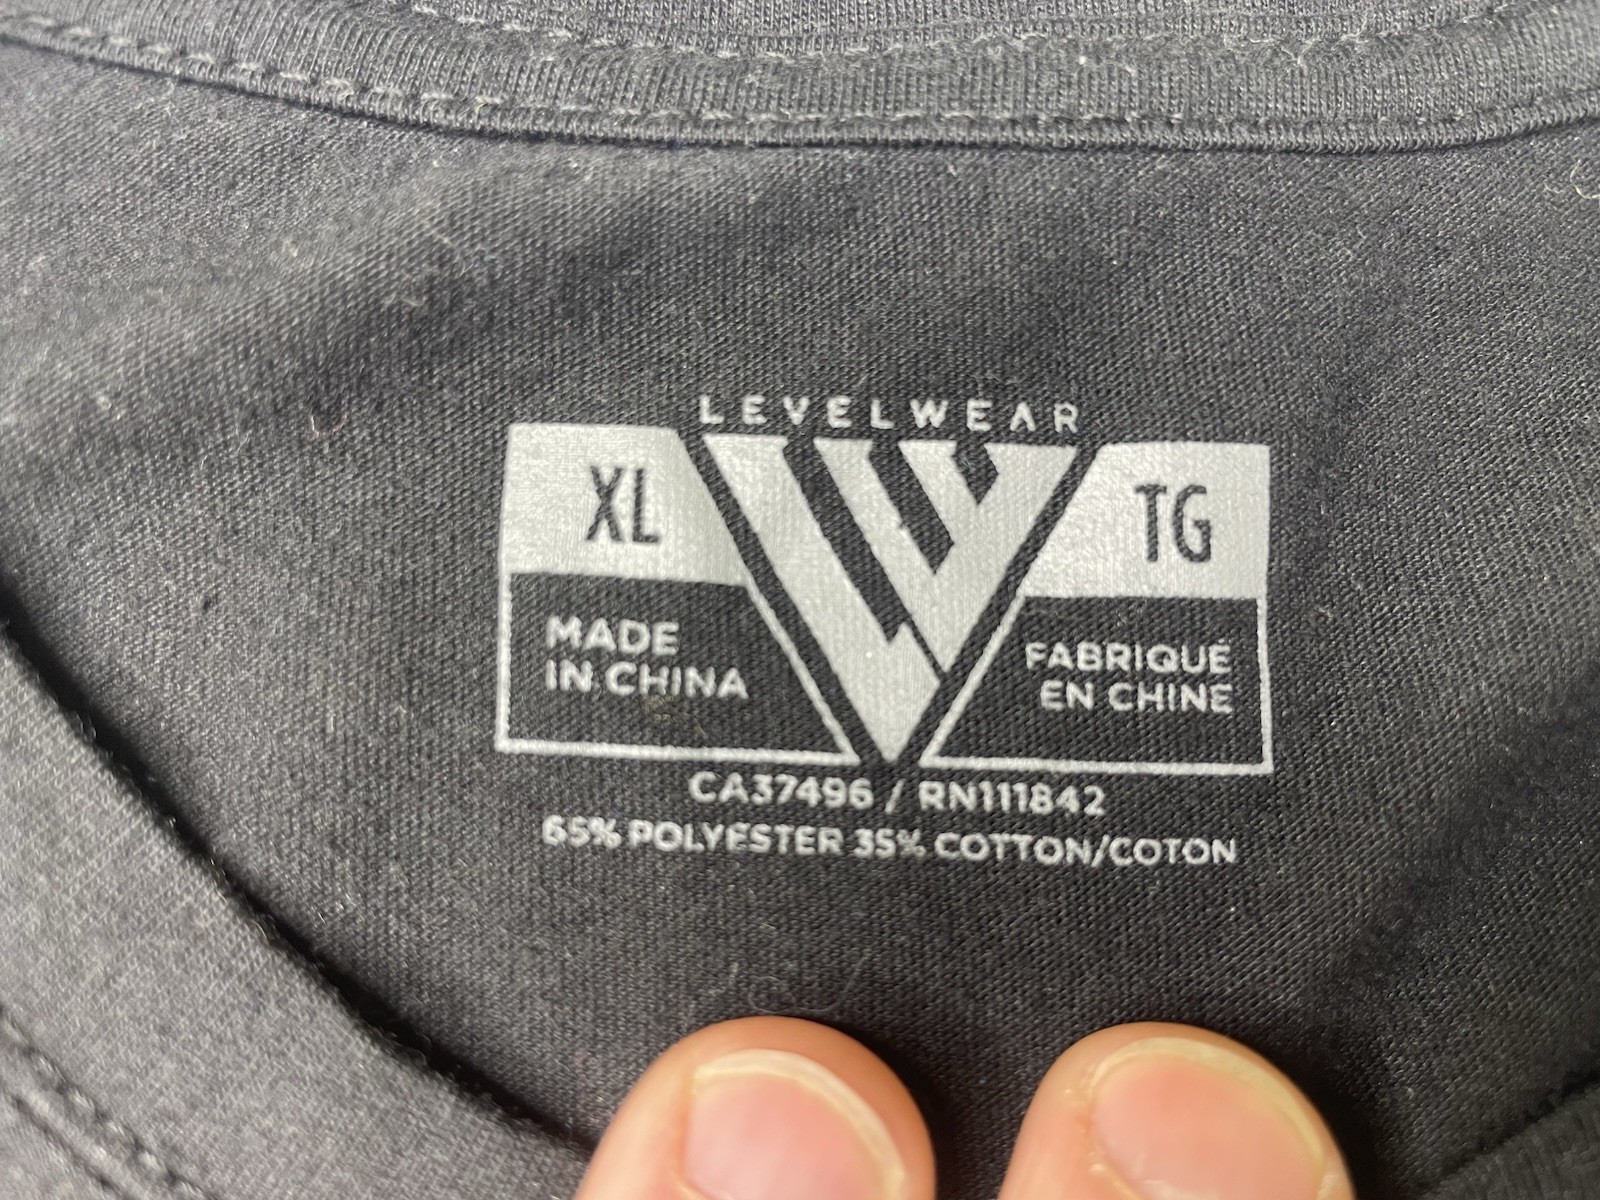 LEVELWEAR
XL
TG
MADE
IN CHINA
FABRIQUÉ
EN CHINE
CA37496 / RN111842
65% POLYESTER 35% COTTON/COTON